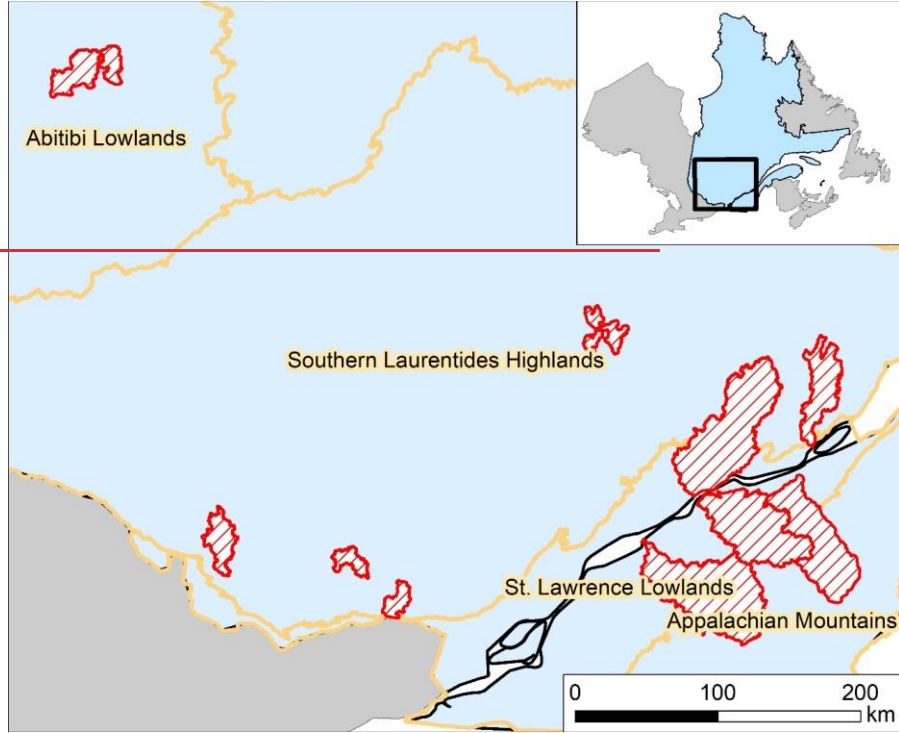 Abitibi Lowlands
Southern Laurentides Highlands
St. Lawrence Lowlands
Appalachian Mountains
0 100 200
km